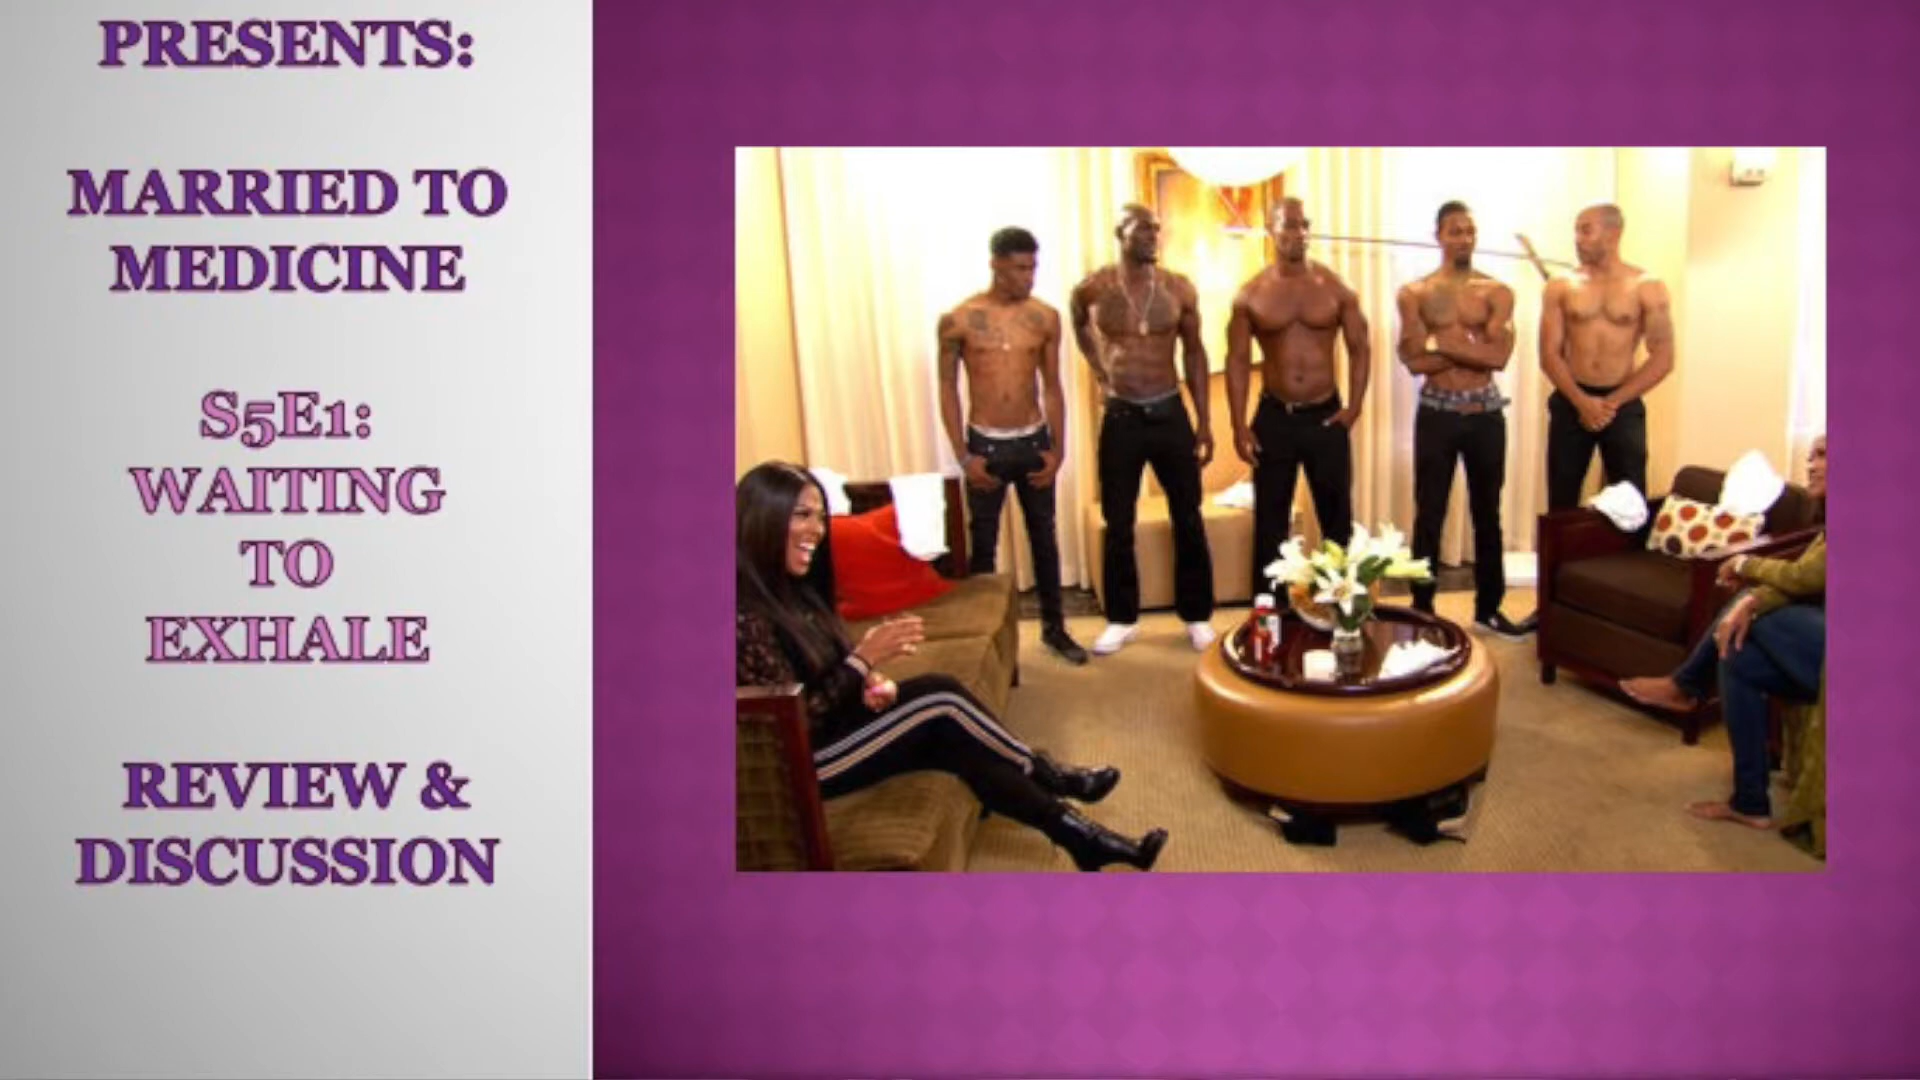 PRESENTS:
MARRIED TO
MEDICINE
S5E1:
WAITING
TO
EXHALE
REVIEW &
DISCUSSION